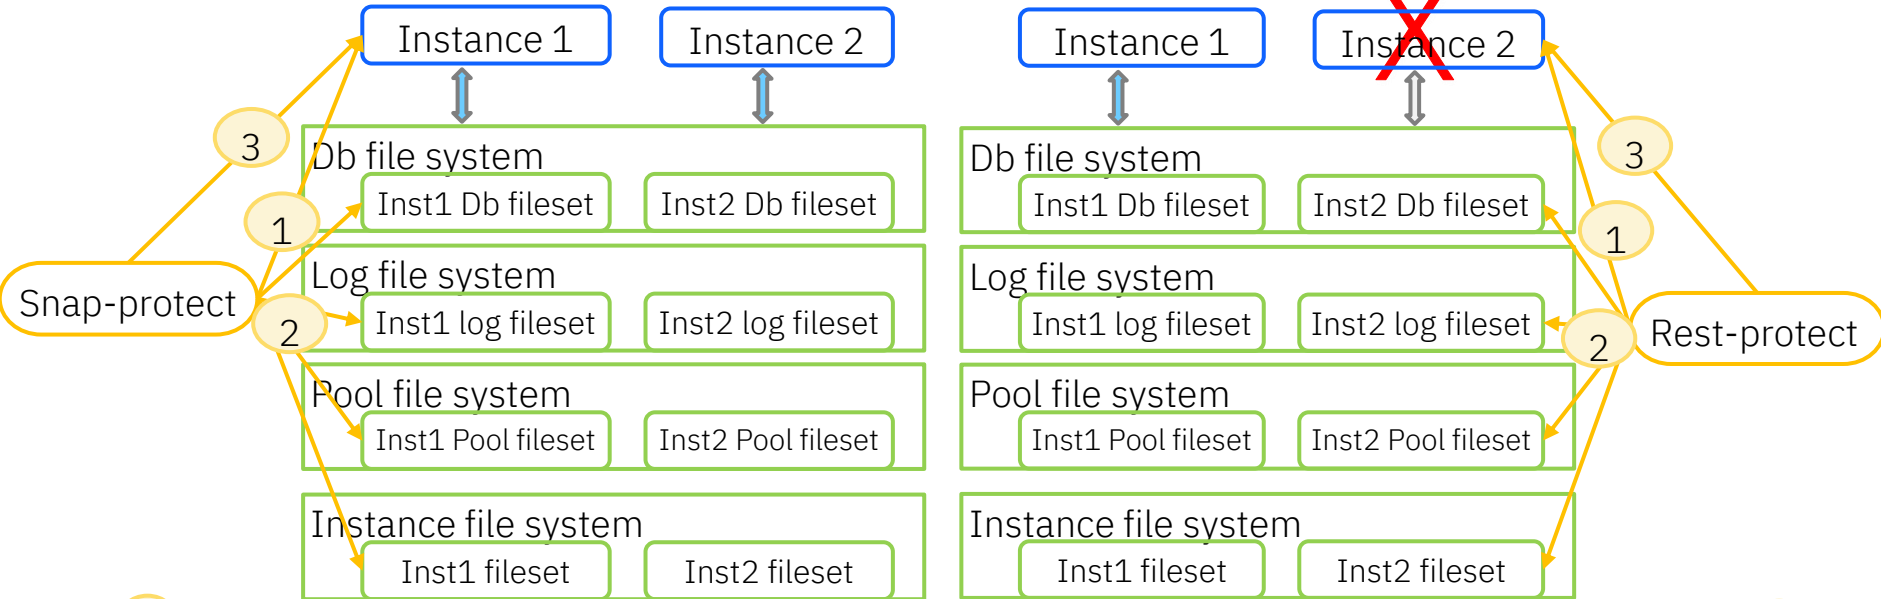 Instance 1
Instance 2
3
Db file system
Inst1 Db fileset
Inst2 Db fileset
1
Log file system
Snap-protect
Inst1 log fileset
Inst2 log fileset
2
Pool file system
Inst1 Pool fileset
Inst2 Pool fileset
Instance file system
Inst1 fileset
Inst2 fileset
Instance 1
Instance 2
3
Db file system
Inst1 Db fileset
Inst2 Db fileset
1
Log file system
Inst1 log fileset
Inst2 log fileset
2
Rest-protect
Pool file system
Inst1 Pool fileset
Inst2 Pool fileset
Instance file system
Inst1 fileset
Inst2 fileset